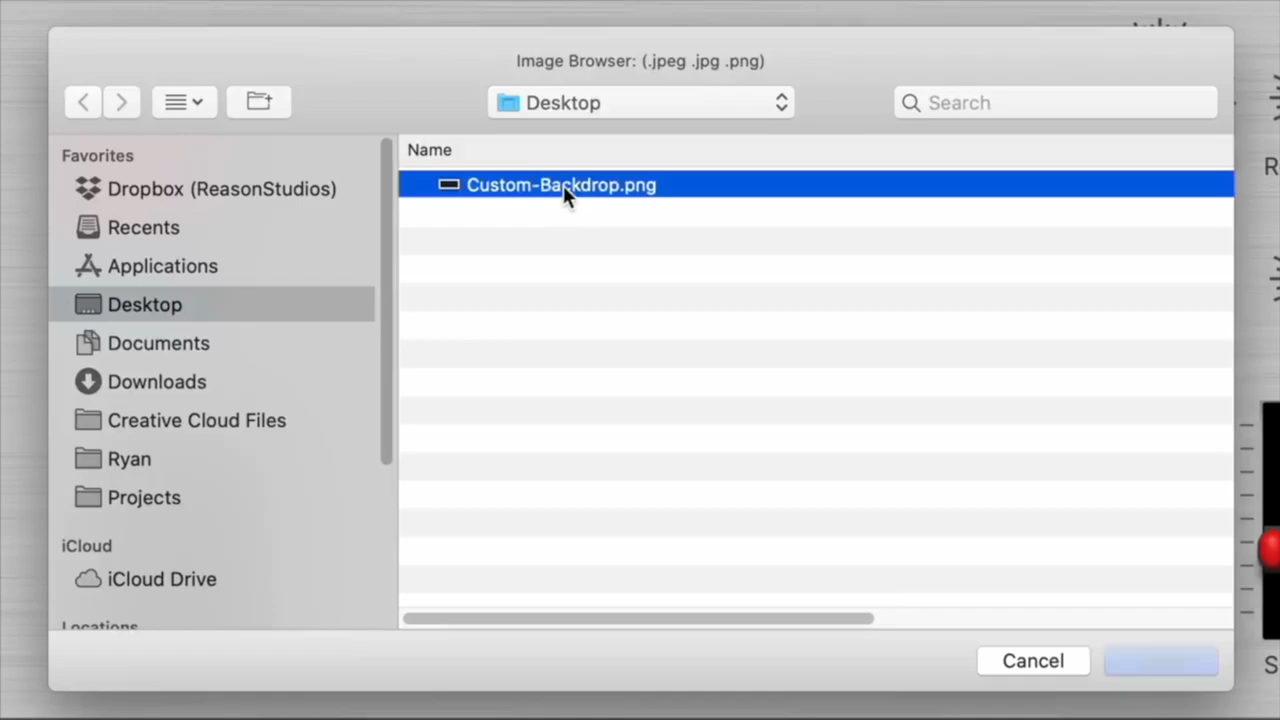 Image Browser: (.jpeg .jpg .png)
Desktop
Search
Favorites
Dropbox (ReasonStudios)
Recents
Applications
Desktop
Documents
Downloads
Creative Cloud Files
Ryan
Projects
iCloud
iCloud Drive
Locations
Name
Custom-Backdrop.png
Cancel
R
S